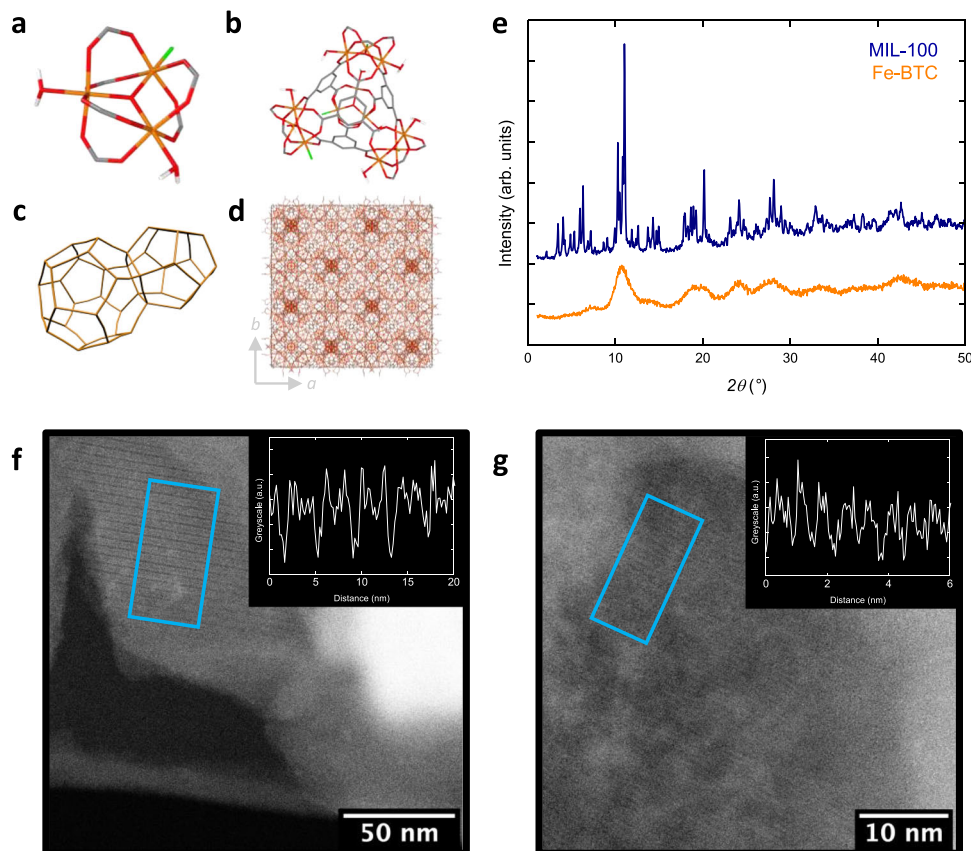 a
b
c
d
b
a
e
MIL-100
Fe-BTC
Intensity (arb. units)
0
10
20
30
40
50
2θ (°)
f
Greyscale (a.u.)
0
5
10
15
20
Distance (nm)
50 nm
g
Greyscale (a.u.)
0
2
4
6
Distance (nm)
10 nm